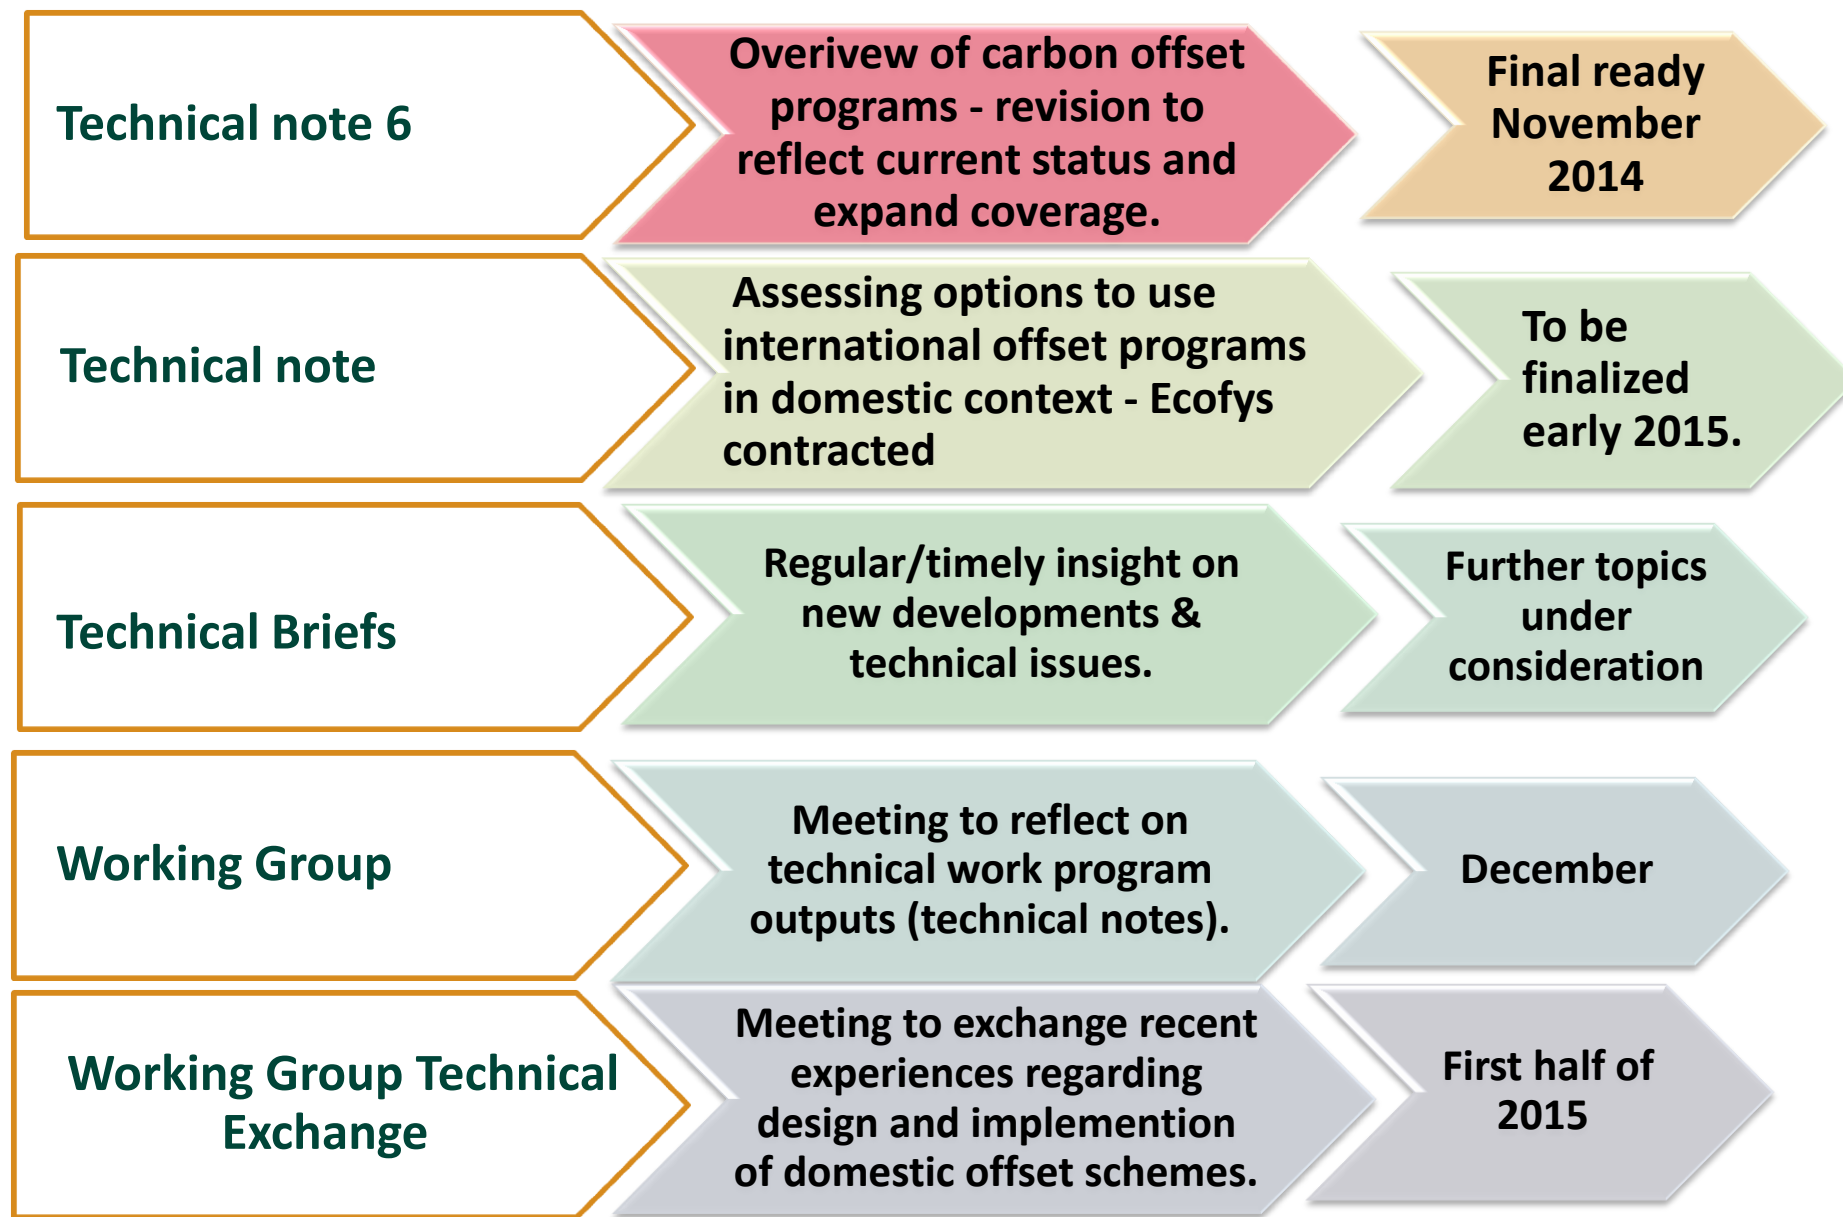 Technical note 6
Overivew of carbon offset
programs - revision to
reflect current status and
expand coverage.
Final ready
November
2014
Technical note
Assessing options to use
international offset programs
in domestic context - Ecofys
contracted
To be
finalized
early 2015.
Technical Briefs
Regular/timely insight on
new developments &
technical issues.
Further topics
under
consideration
Working Group
Meeting to reflect on
technical work program
outputs (technical notes).
December
Working Group Technical
Exchange
Meeting to exchange recent
experiences regarding
design and implemention
of domestic offset schemes.
First half of
2015